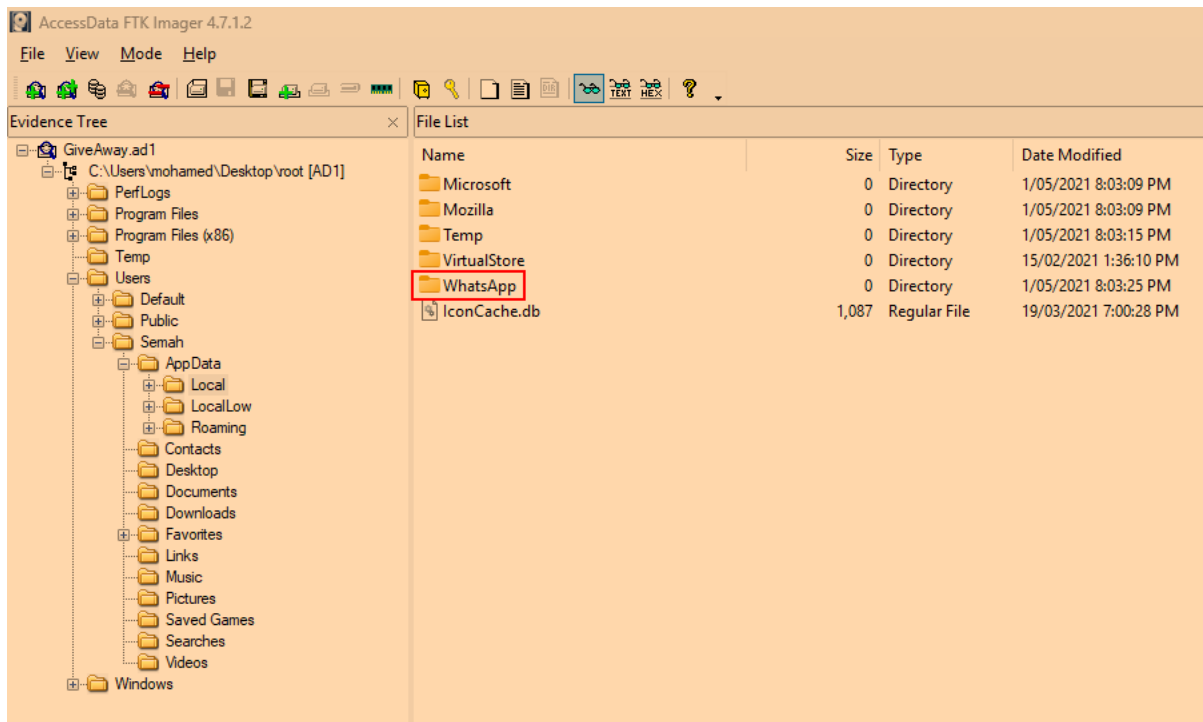 AccessData FTK Imager 4.7.1.2
File View Mode Help
TEXT HEX
Evidence Tree
GiveAway.ad1
C:\Users\mohamed\Desktop\root [AD1]
PerfLogs
Program Files
Program Files (x86)
Temp
Users
Default
Public
Semah
AppData
Local
LocalLow
Roaming
Contacts
Desktop
Documents
Downloads
Favorites
Links
Music
Pictures
Saved Games
Searches
Videos
Windows
File List
Name Size Type Date Modified
Microsoft 0 Directory 1/05/2021 8:03:09 PM
Mozilla 0 Directory 1/05/2021 8:03:09 PM
Temp 0 Directory 1/05/2021 8:03:15 PM
VirtualStore 0 Directory 15/02/2021 1:36:10 PM
WhatsApp 0 Directory 1/05/2021 8:03:25 PM
IconCache.db 1,087 Regular File 19/03/2021 7:00:28 PM